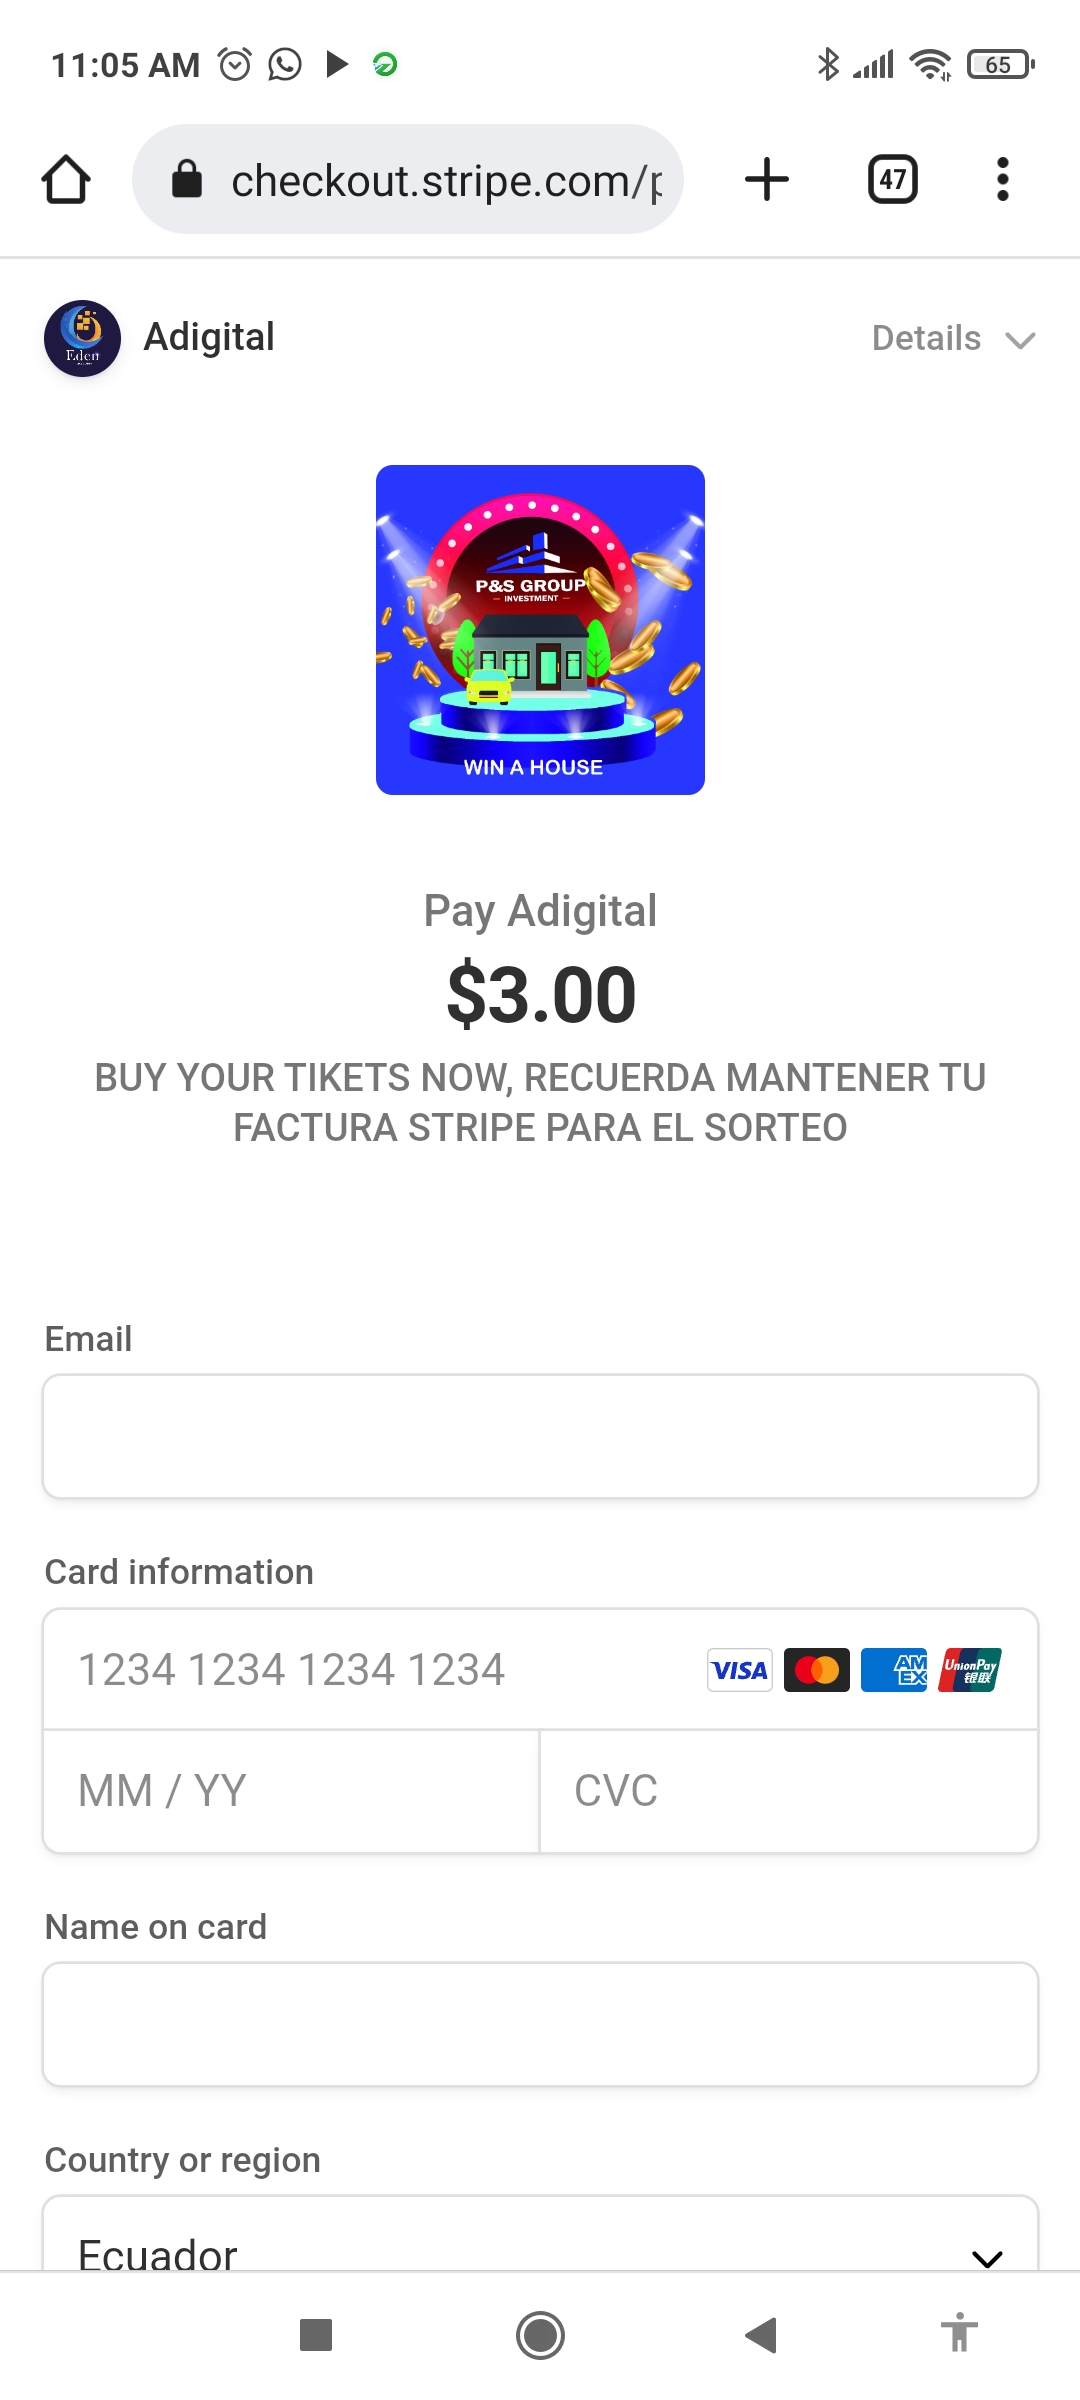 11:05 AM
65
checkout.stripe.com/p
47
Eden
Adigital
Details
P&S GROUP
INVESTMENT
WIN A HOUSE
Pay Adigital
$3.00
BUY YOUR TIKETS NOW, RECUERDA MANTENER TU
FACTURA STRIPE PARA EL SORTEO
Email
Card information
1234 1234 1234 1234
VISA
AM
EX
UnionPay
银联
MM / YY
CVC
Name on card
Country or region
Ecuador